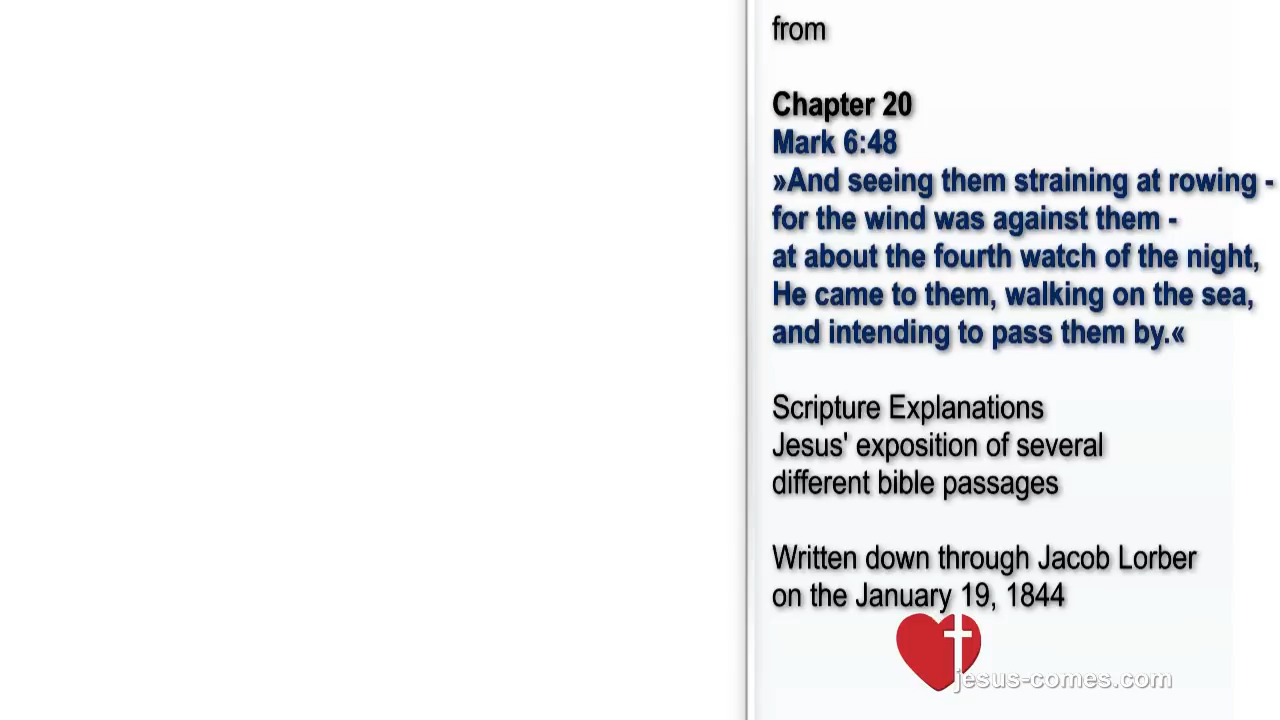 from
Chapter 20
Mark 6:48
»And seeing them straining at rowing -
for the wind was against them -
at about the fourth watch of the night,
He came to them, walking on the sea,
and intending to pass them by.«
Scripture Explanations
Jesus' exposition of several
different bible passages
Written down through Jacob Lorber
on the January 19, 1844
jesus-comes.com